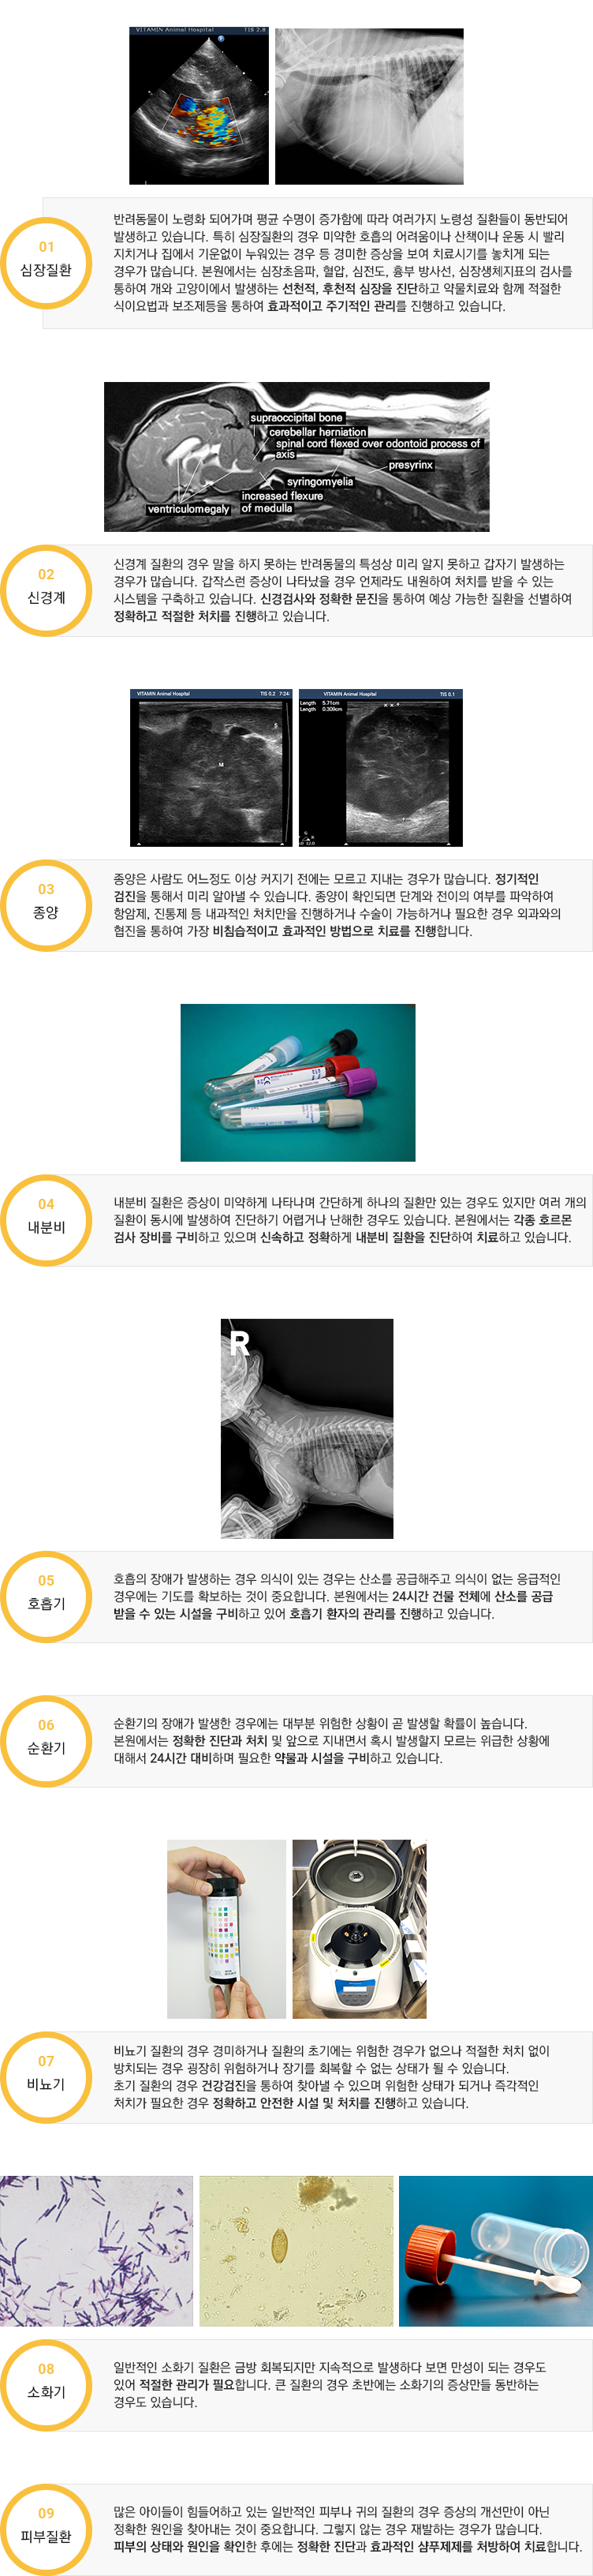 VITAMIN Animal Hospital TIS 2.8
01
심장질환
반려동물이 노령화 되어가며 평균 수명이 증가함에 따라 여러가지 노령성 질환들이 동반되어
발생하고 있습니다. 특히 심장질환의 경우 미약한 호흡의 어려움이나 산책이나 운동 시 빨리
지치거나 집에서 기운없이 누워있는 경우 등 경미한 증상을 보여 치료시기를 놓치게 되는
경우가 많습니다. 본원에서는 심장초음파, 혈압, 심전도, 흉부 방사선, 심장생체지표의 검사를
통하여 개와 고양이에서 발생하는 선천적, 후천적 심장을 진단하고 약물치료와 함께 적절한
식이요법과 보조제등을 통하여 효과적이고 주기적인 관리를 진행하고 있습니다.
supraoccipital bone
cerebellar herniation
spinal cord flexed over odontoid process of
axis
presyrinx
syringomyelia
increased flexure
ventriculomegaly of medulla
02
신경계
신경계 질환의 경우 말을 하지 못하는 반려동물의 특성상 미리 알지 못하고 갑자기 발생하는
경우가 많습니다. 갑작스런 증상이 나타났을 경우 언제라도 내원하여 처치를 받을 수 있는
시스템을 구축하고 있습니다. 신경검사와 정확한 문진을 통하여 예상 가능한 질환을 선별하여
정확하고 적절한 처치를 진행하고 있습니다.
VITAMIN Animal Hospital TIS 0.2 7:24
S
M
VITAMIN Animal Hospital TIS 0.1
Length 5.71cm
Length 0.309cm
03
종양
종양은 사람도 어느정도 이상 커지기 전에는 모르고 지내는 경우가 많습니다. 정기적인
검진을 통해서 미리 알아낼 수 있습니다. 종양이 확인되면 단계와 전이의 여부를 파악하여
항암제, 진통제 등 내과적인 처치만을 진행하거나 수술이 가능하거나 필요한 경우 외과와의
협진을 통하여 가장 비침습적이고 효과적인 방법으로 치료를 진행합니다.
04
내분비
내분비 질환은 증상이 미약하게 나타나며 간단하게 하나의 질환만 있는 경우도 있지만 여러 개의
질환이 동시에 발생하여 진단하기 어렵거나 난해한 경우도 있습니다. 본원에서는 각종 호르몬
검사 장비를 구비하고 있으며 신속하고 정확하게 내분비 질환을 진단하여 치료하고 있습니다.
R
05
호흡기
호흡의 장애가 발생하는 경우 의식이 있는 경우는 산소를 공급해주고 의식이 없는 응급적인
경우에는 기도를 확보하는 것이 중요합니다. 본원에서는 24시간 건물 전체에 산소를 공급
받을 수 있는 시설을 구비하고 있어 호흡기 환자의 관리를 진행하고 있습니다.
06
순환기
순환기의 장애가 발생한 경우에는 대부분 위험한 상황이 곧 발생할 확률이 높습니다.
본원에서는 정확한 진단과 처치 및 앞으로 지내면서 혹시 발생할지 모르는 위급한 상황에
대해서 24시간 대비하며 필요한 약물과 시설을 구비하고 있습니다.
07
비뇨기
비뇨기 질환의 경우 경미하거나 질환의 초기에는 위험한 경우가 없으나 적절한 처치 없이
방치되는 경우 굉장히 위험하거나 장기를 회복할 수 없는 상태가 될 수 있습니다.
초기 질환의 경우 건강검진을 통하여 찾아낼 수 있으며 위험한 상태가 되거나 즉각적인
처치가 필요한 경우 정확하고 안전한 시설 및 처치를 진행하고 있습니다.
08
소화기
일반적인 소화기 질환은 금방 회복되지만 지속적으로 발생하다 보면 만성이 되는 경우도
있어 적절한 관리가 필요합니다. 큰 질환의 경우 초반에는 소화기의 증상만들 동반하는
경우도 있습니다.
09
피부질환
많은 아이들이 힘들어하고 있는 일반적인 피부나 귀의 질환의 경우 증상의 개선만이 아닌
정확한 원인을 찾아내는 것이 중요합니다. 그렇지 않는 경우 재발하는 경우가 많습니다.
피부의 상태와 원인을 확인한 후에는 정확한 진단과 효과적인 샴푸제제를 처방하여 치료합니다.